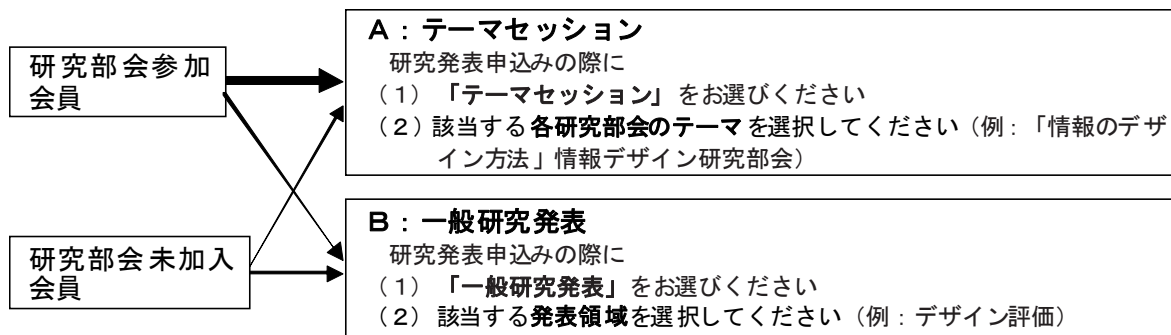 研究部会参加
会員
A：テーマセッション
研究発表申込みの際に
（１）「テーマセッション」をお選びください
（２）該当する各研究部会のテーマを選択してください（例：「情報のデザ
イン方法」情報デザイン研究部会）
研究部会未加入
会員
B：一般研究発表
研究発表申込みの際に
（１）「一般研究発表」をお選びください
（２）該当する発表領域を選択してください（例：デザイン評価）